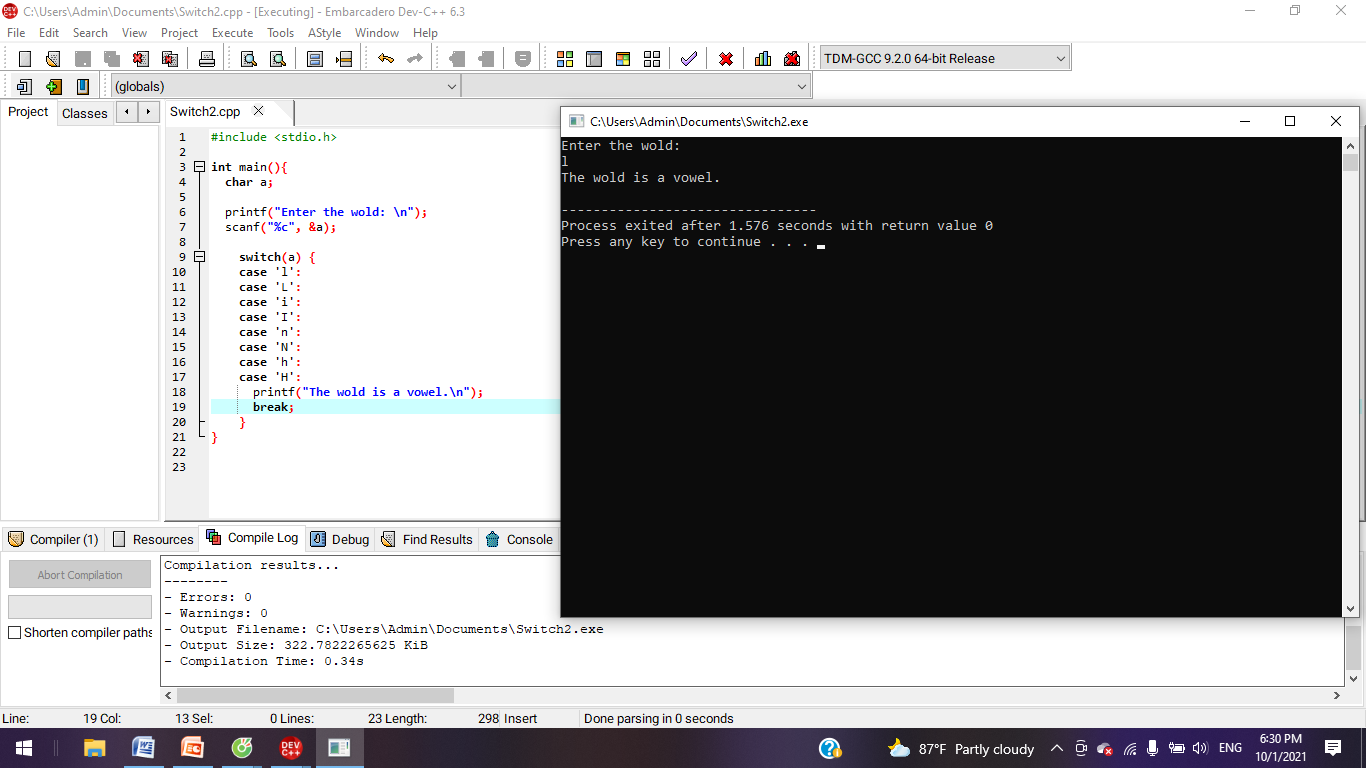 C:\Users\Admin\Documents\Switch2.cpp - [Executing] - Embarcadero Dev-C++ 6.3
File Edit Search View Project Execute Tools AStyle Window Help
TDM-GCC 9.2.0 64-bit Release
(globals)
Project Classes
Switch2.cpp
1 #include <stdio.h>
2
3 int main(){
4 char a;
5
6 printf("Enter the wold: \n");
7 scanf("%c", &a);
8
9 switch(a) {
10 case 'l':
11 case 'L':
12 case 'i':
13 case 'I':
14 case 'n':
15 case 'N':
16 case 'h':
17 case 'H':
18 printf("The wold is a vowel.\n");
19 break;
20 }
21 }
22
23
C:\Users\Admin\Documents\Switch2.exe
Enter the wold:
l
The wold is a vowel.
--------------------------------
Process exited after 1.576 seconds with return value 0
Press any key to continue . . .
Compiler (1) Resources Compile Log Debug Find Results Console
Abort Compilation
Shorten compiler paths
Compilation results...
--------
- Errors: 0
- Warnings: 0
- Output Filename: C:\Users\Admin\Documents\Switch2.exe
- Output Size: 322.7822265625 KiB
- Compilation Time: 0.34s
Line: 19 Col: 13 Sel: 0 Lines: 23 Length: 298 Insert Done parsing in 0 seconds
DEV C++
87°F Partly cloudy
ENG
6:30 PM
10/1/2021